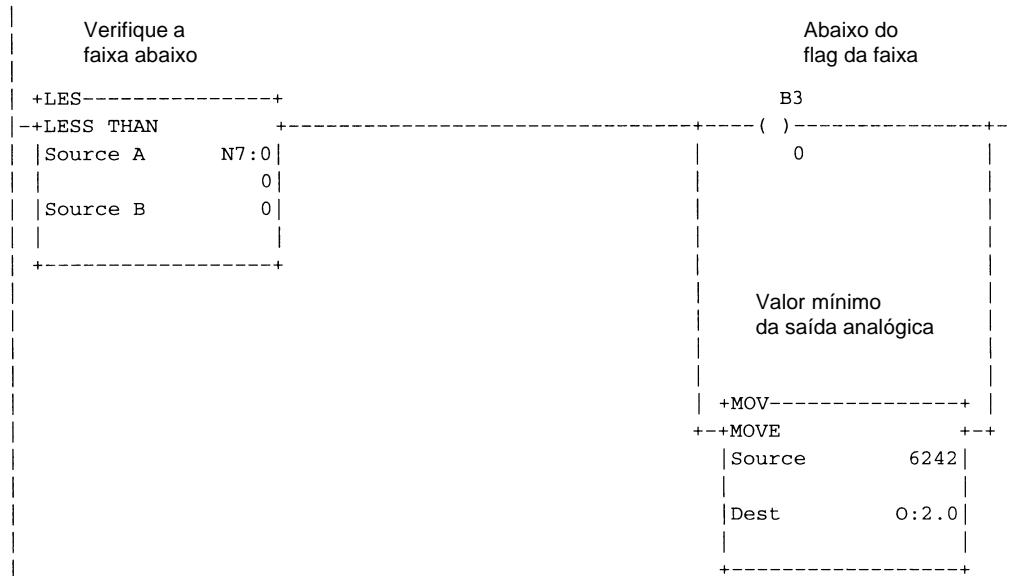 Verifique a
faixa abaixo
Abaixo do
flag da faixa
LES
LESS THAN
Source A N7:0
0
Source B 0
B3
( )
0
Valor mínimo
da saída analógica
MOV
MOVE
Source 6242
Dest O:2.0